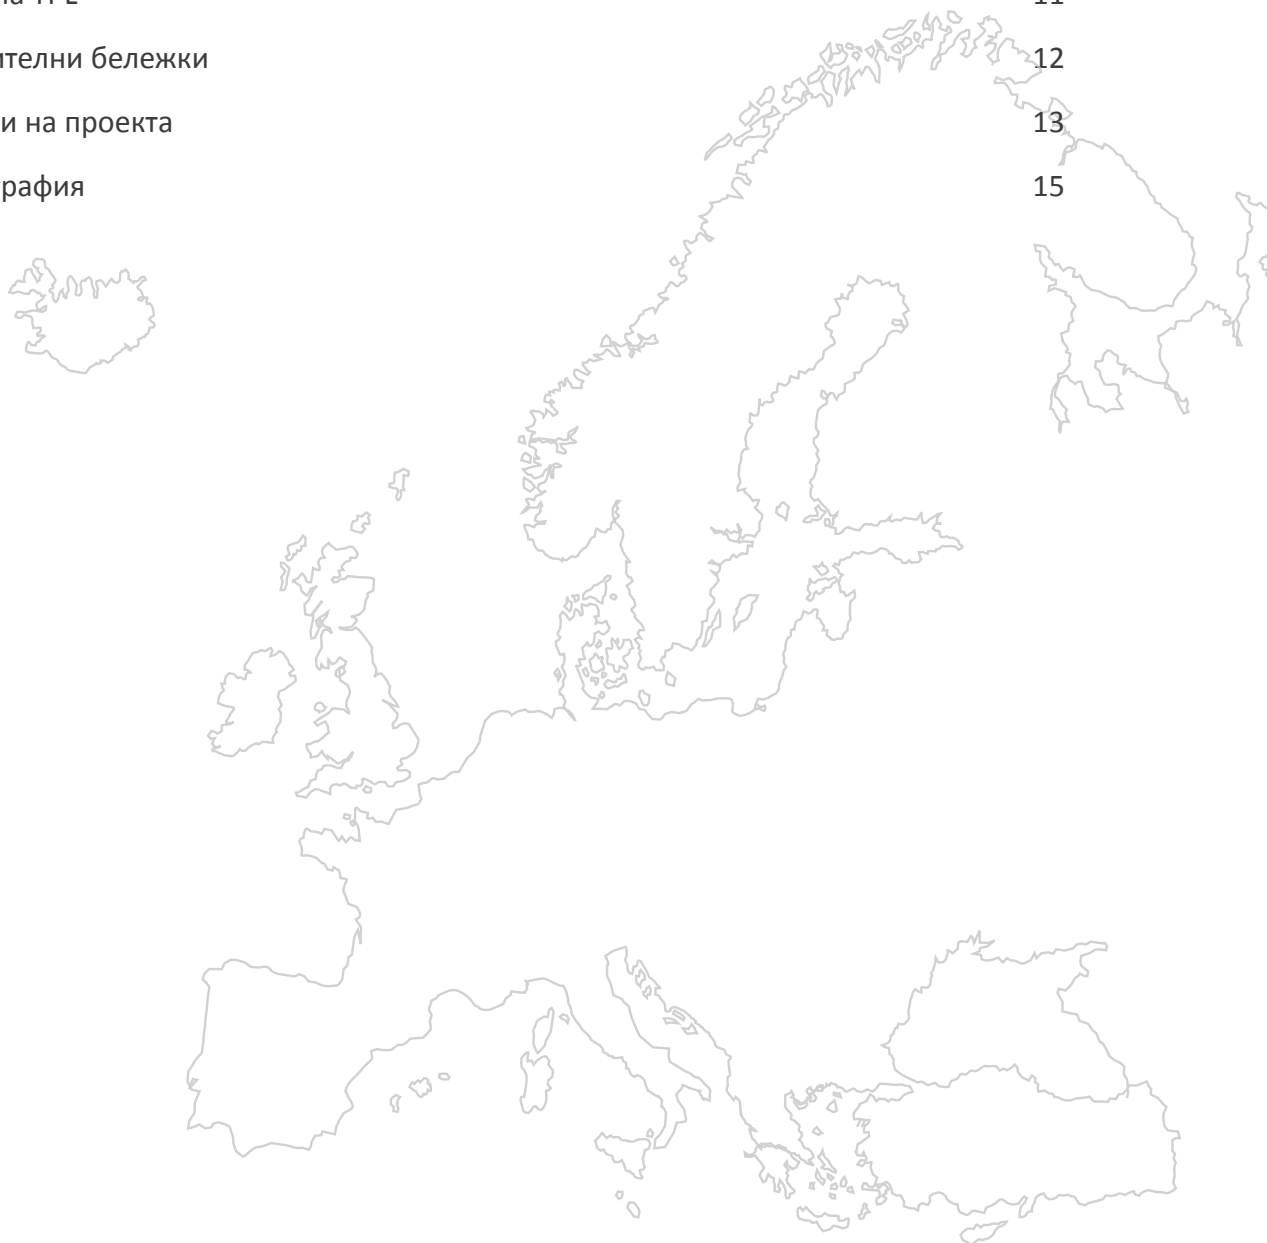 ителни бележки 12
и на проекта 13
рафия 15